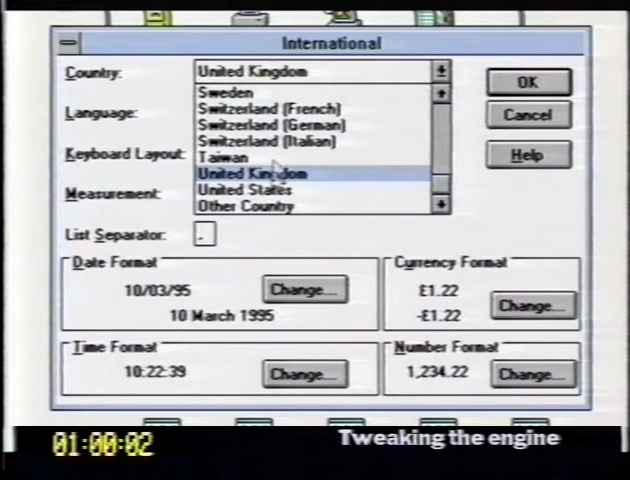 International
Country:
United Kingdom
OK
Sweden
Switzerland (French)
Switzerland (German)
Switzerland (Italian)
Taiwan
United Kingdom
United States
Other Country
Language:
Cancel
Keyboard Layout:
Help
Measurement:
List Separator:
,
Date Format
10/03/95
Change...
10 March 1995
Currency Format
£1.22
-£1.22
Change...
Time Format
10:22:39
Change...
Number Format
1,234.22
Change...
01:00:02
Tweaking the engine